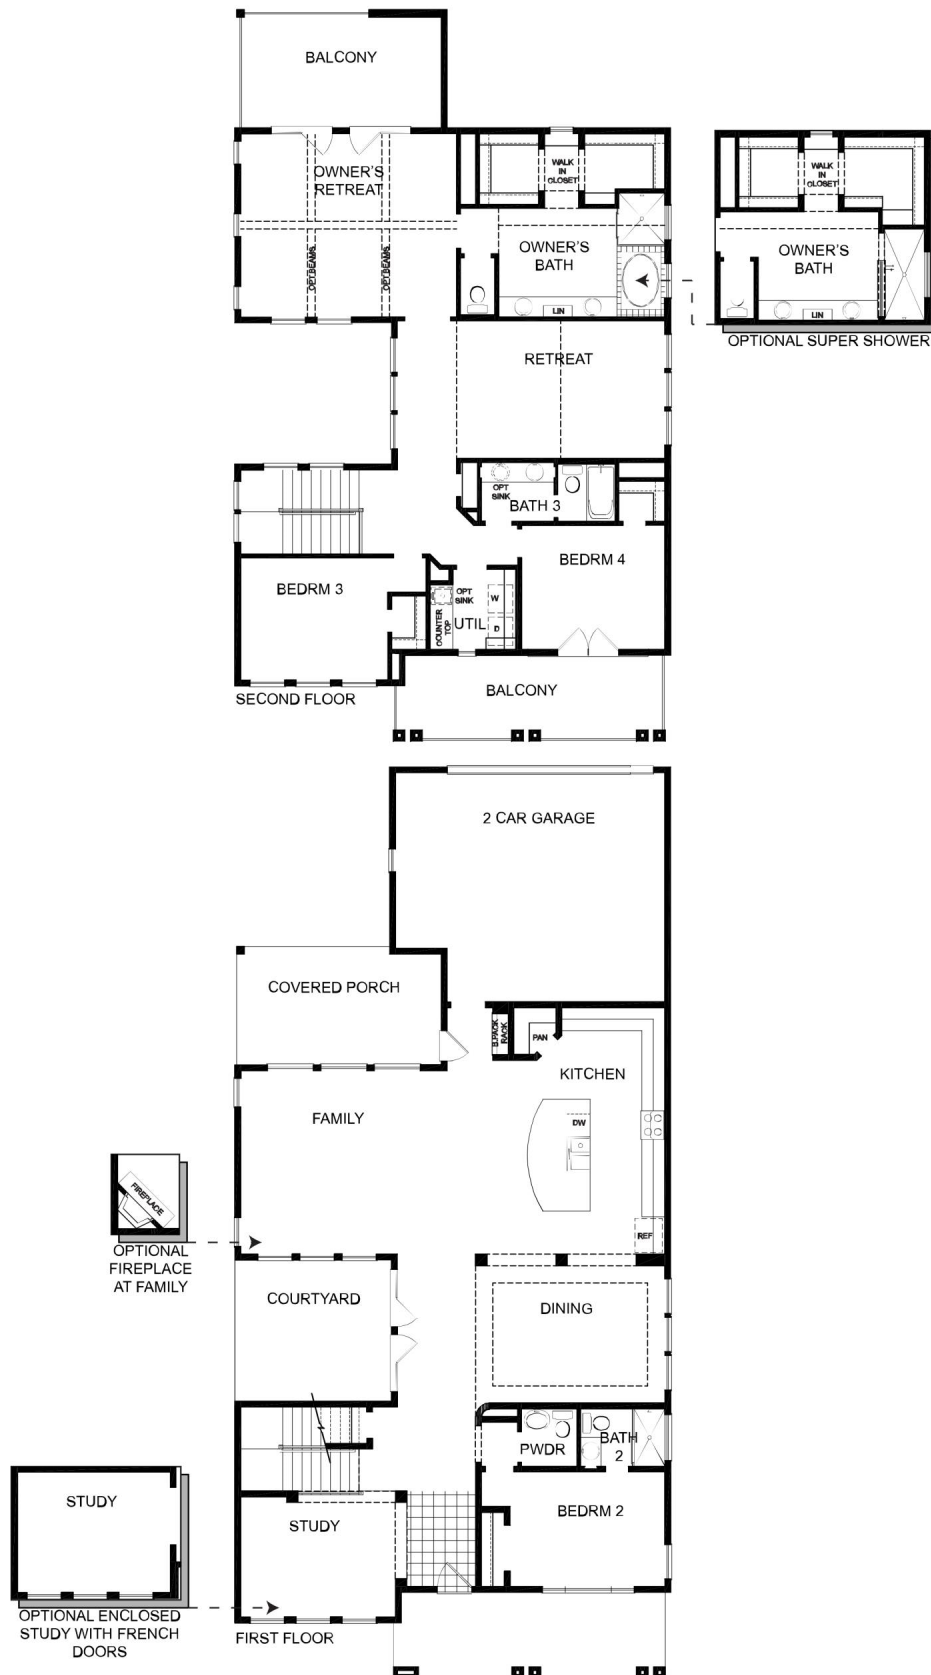 BALCONY
OWNER'S
RETREAT
OPT BEAMS
OPT BEAMS
WALK
IN
CLOSET
OWNER'S
BATH
LIN
WALK
IN
CLOSET
OWNER'S
BATH
LIN
OPTIONAL SUPER SHOWER
RETREAT
OPT
SINK
BATH 3
BEDRM 4
BEDRM 3
OPT
SINK
W
UTIL
D
COUNTER
TOP
SECOND FLOOR
BALCONY
2 CAR GARAGE
COVERED PORCH
B.PACK
RACK
PAN
KITCHEN
FAMILY
DW
FIREPLACE
REF
OPTIONAL
FIREPLACE
AT FAMILY
COURTYARD
DINING
PWDR
BATH
2
STUDY
STUDY
BEDRM 2
OPTIONAL ENCLOSED
STUDY WITH FRENCH
DOORS
FIRST FLOOR